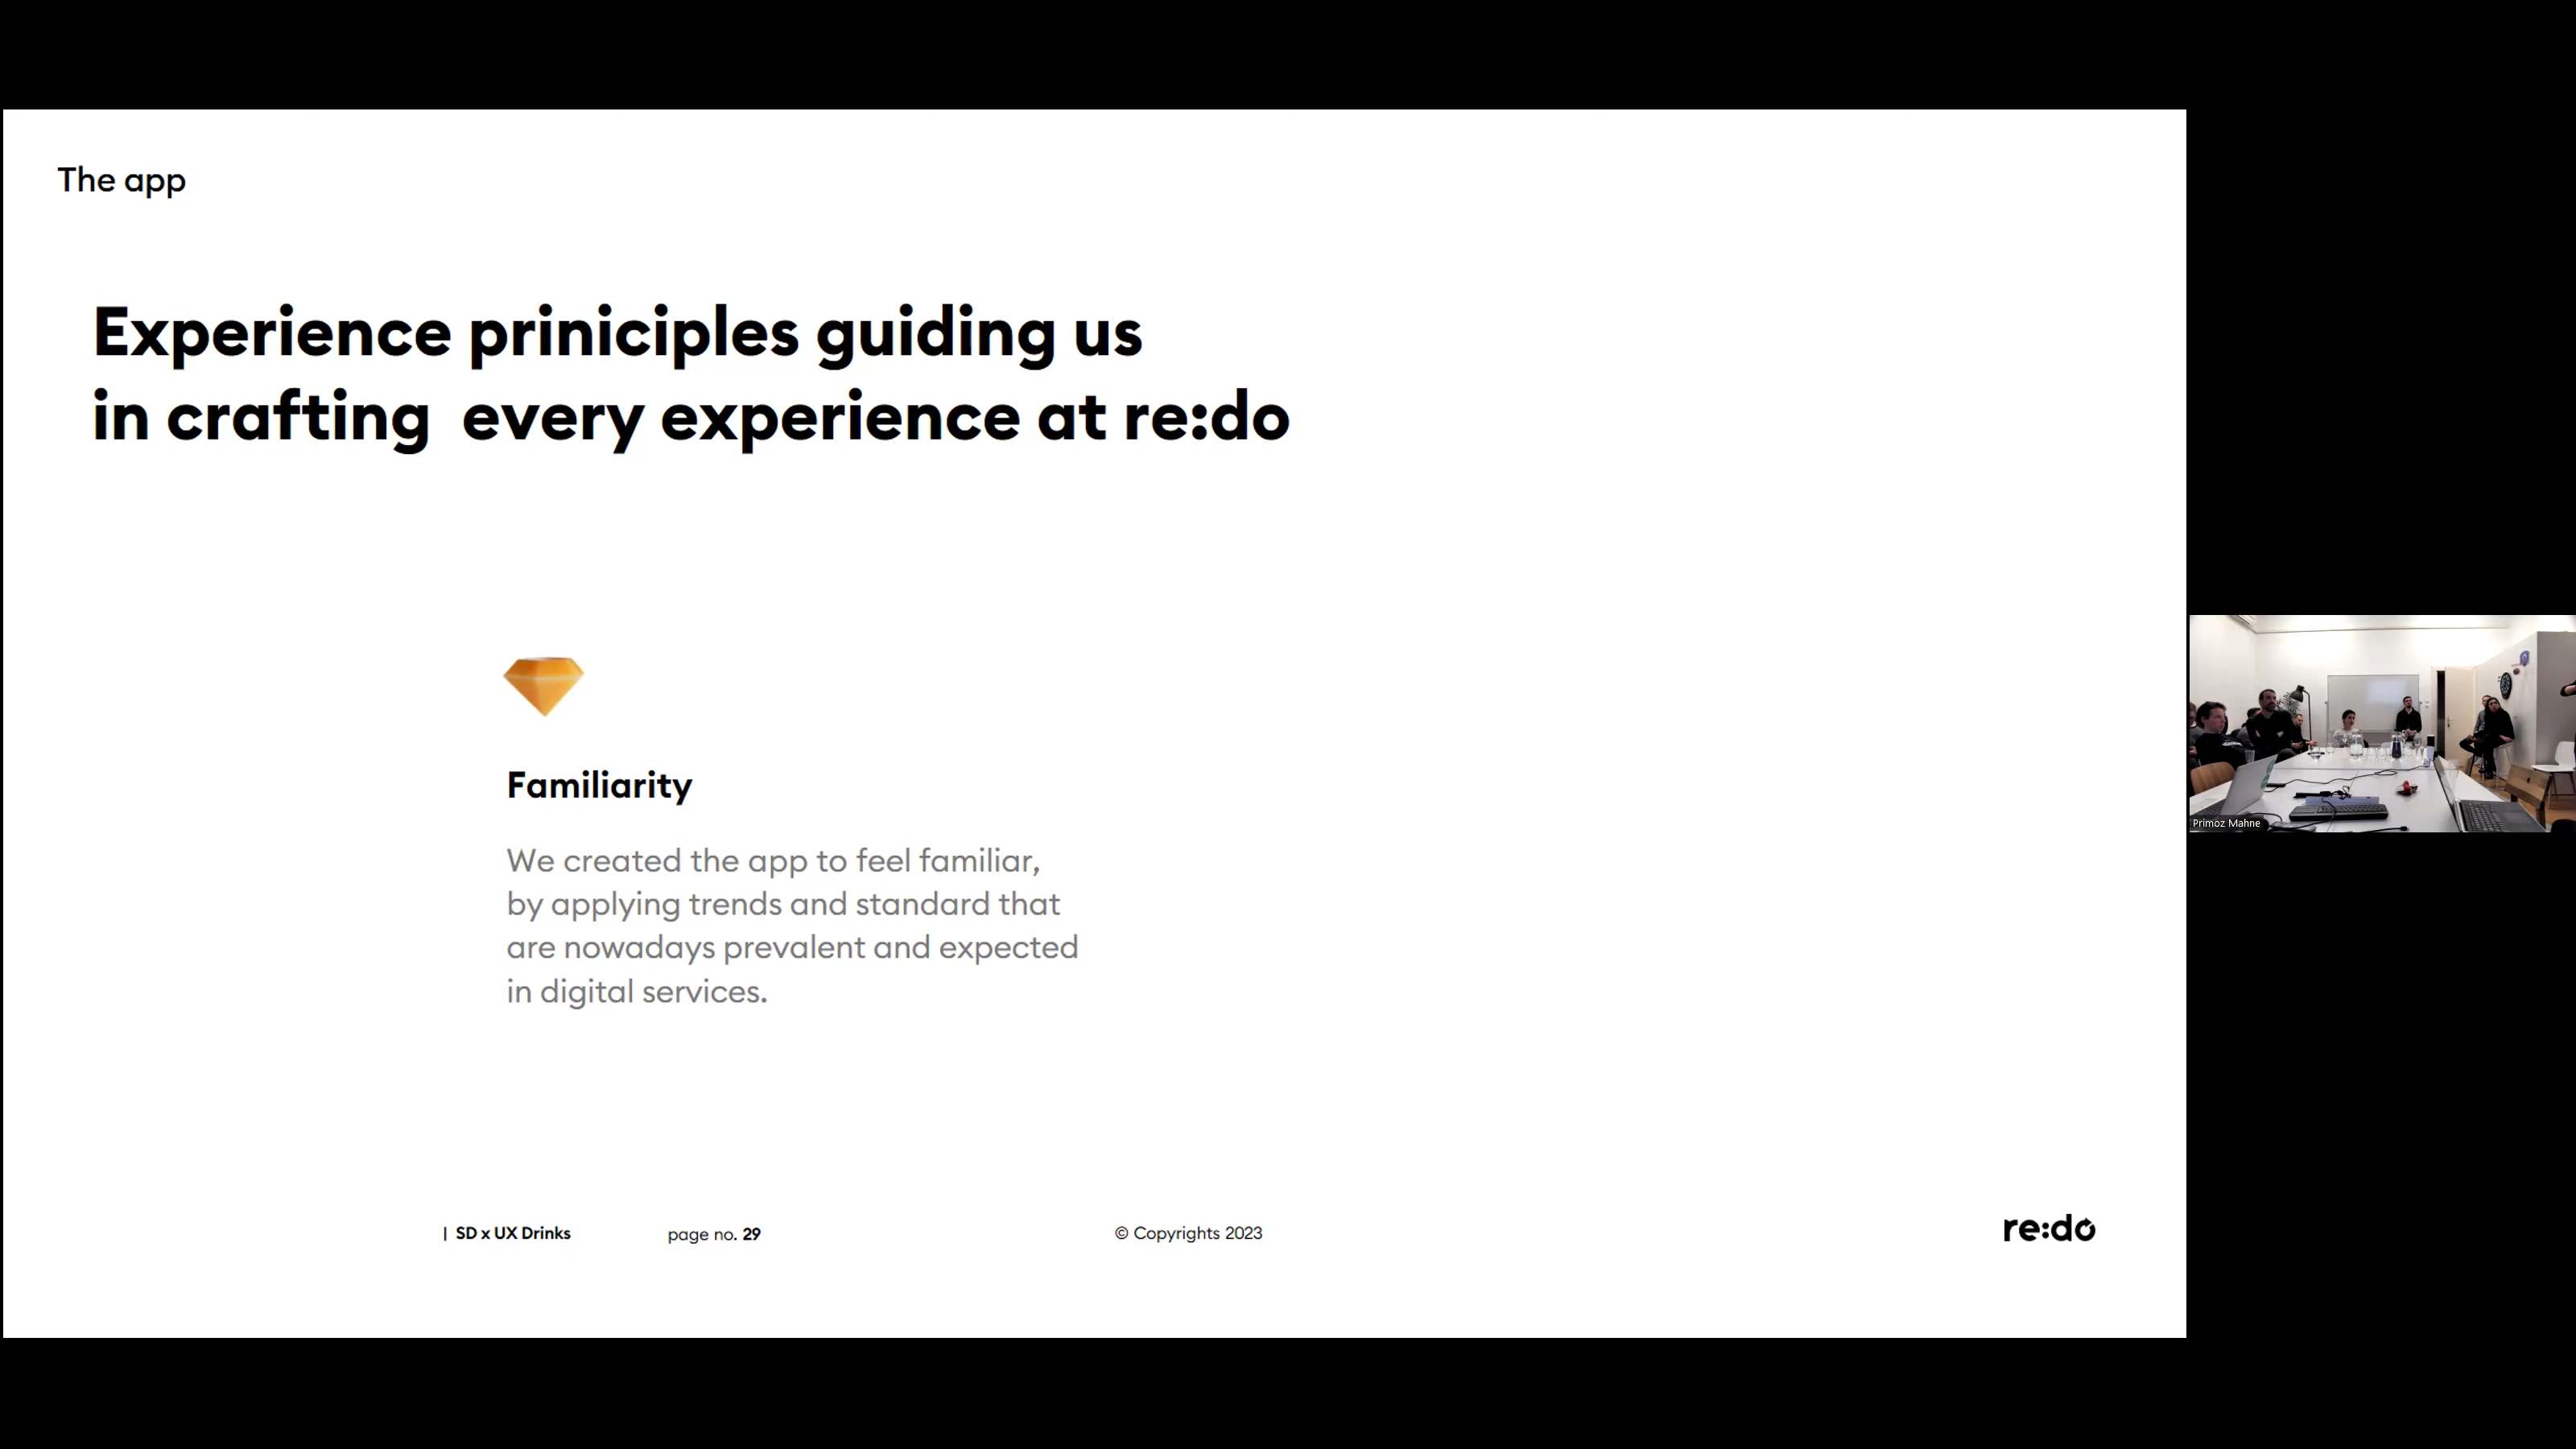 The app
Experience priniciples guiding us
in crafting  every experience at re:do
Familiarity
We created the app to feel familiar,
by applying trends and standard that
are nowadays prevalent and expected
in digital services.
| SD x UX Drinks
page no. 29
© Copyrights 2023
re:do
Primoz Mahne